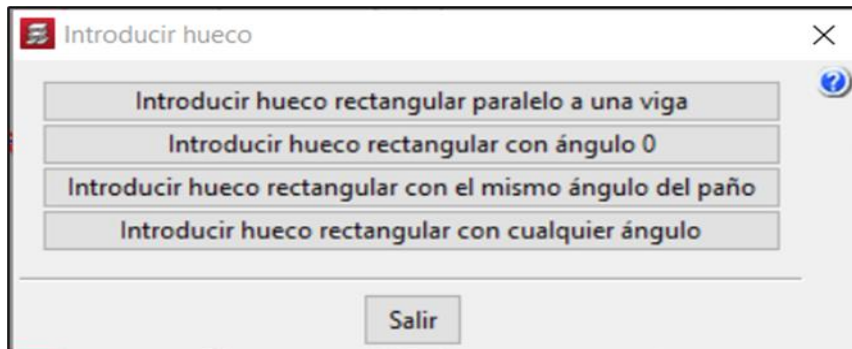 Introducir hueco
Introducir hueco rectangular paralelo a una viga
Introducir hueco rectangular con ángulo 0
Introducir hueco rectangular con el mismo ángulo del paño
Introducir hueco rectangular con cualquier ángulo
Salir